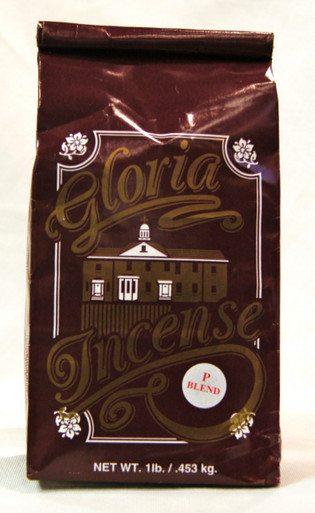 Gloria
Incense
P
BLEND
NET WT. 1lb. / .453 kg.